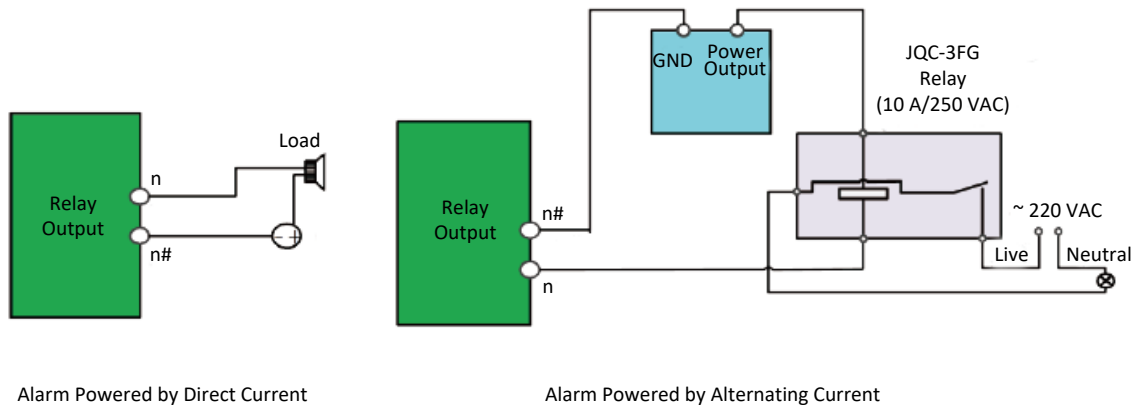 n
Relay
Output
n#
Load
GND
Power
Output
JQC-3FG
Relay
(10 A/250 VAC)
Relay
Output
n#
n
~ 220 VAC
Live
Neutral
Alarm Powered by Direct Current
Alarm Powered by Alternating Current